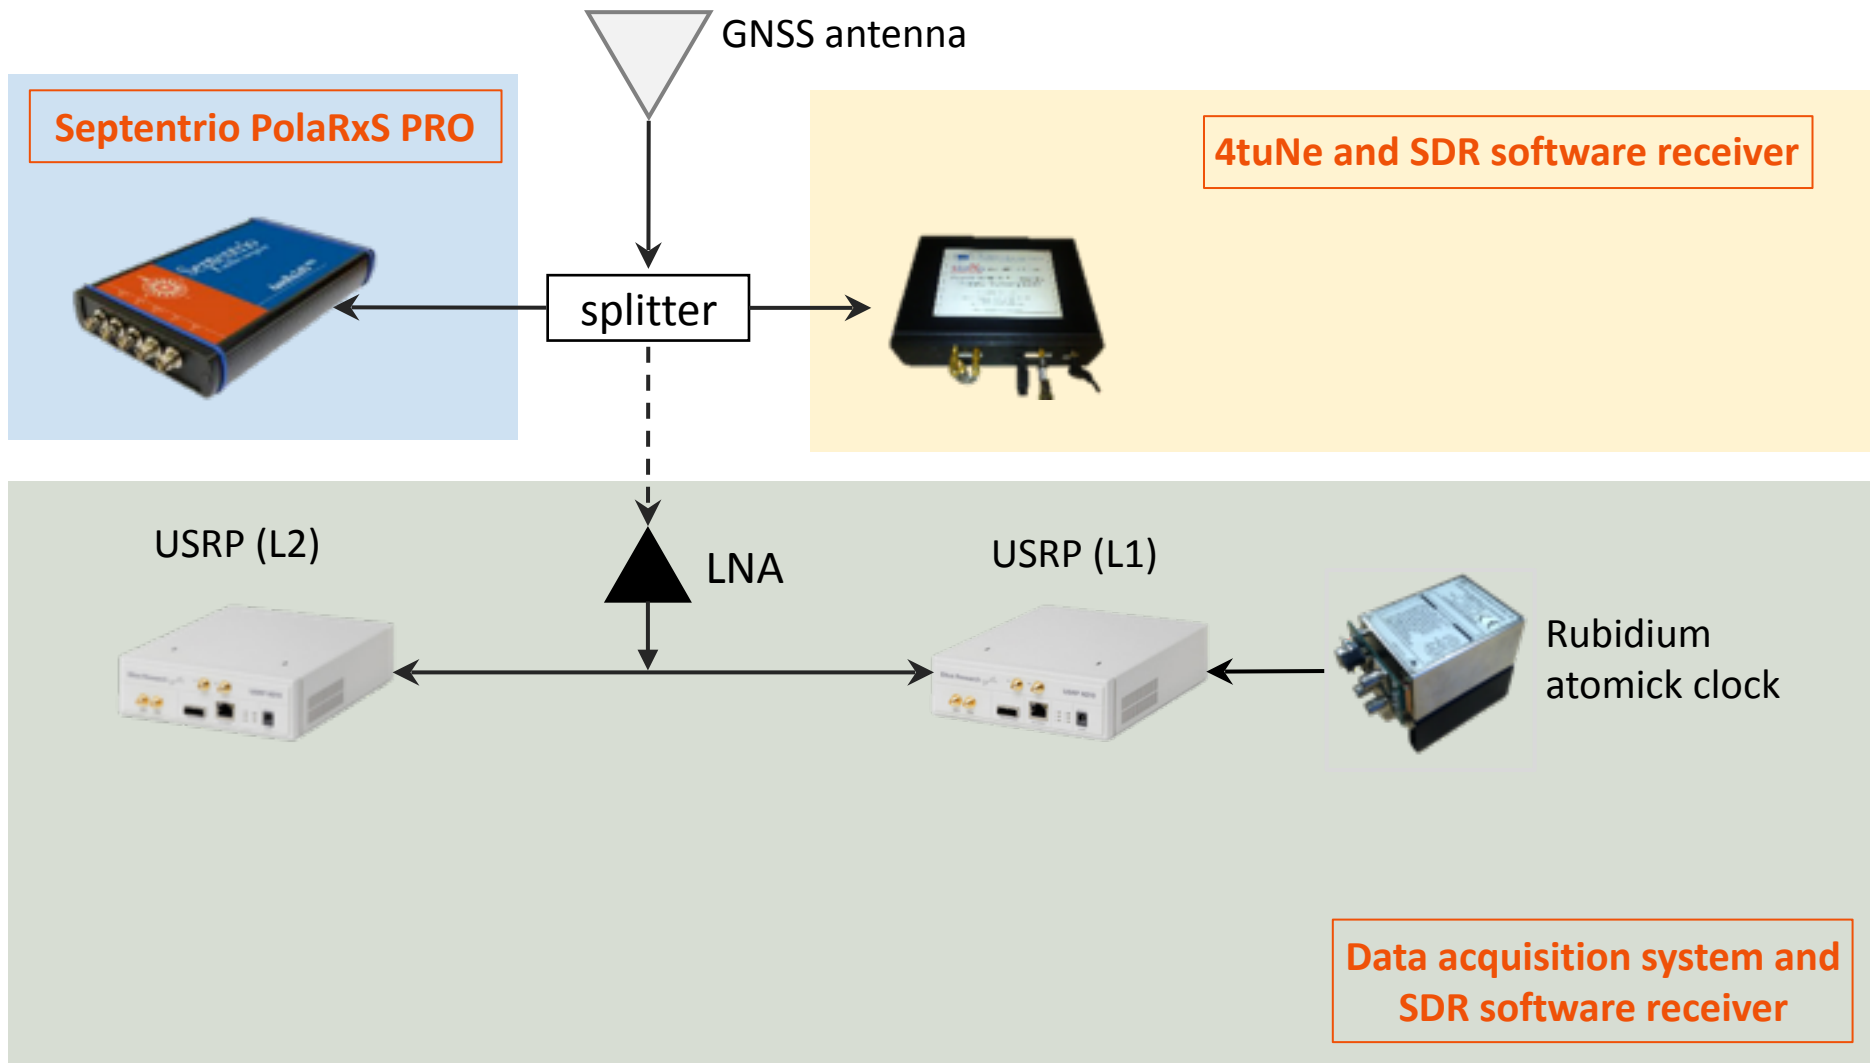 GNSS antenna
Septentrio PolaRxS PRO
4tuNe and SDR software receiver
Septentrio
splitter
USRP (L2)
LNA
USRP (L1)
Rubidium
atomick clock
Data acquisition system and
SDR software receiver